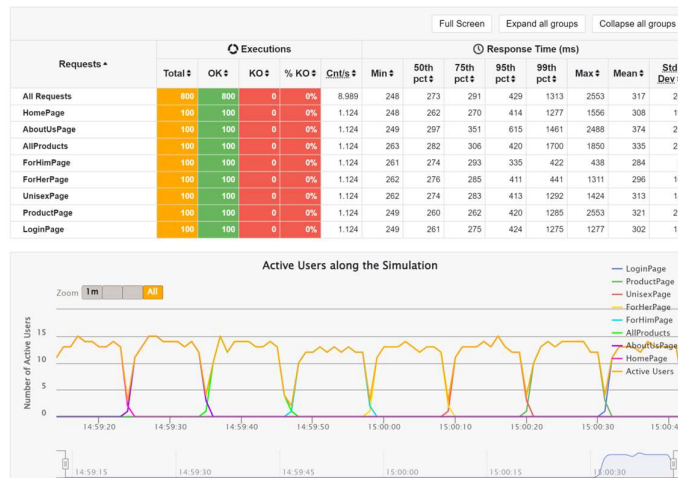 Full Screen Expand all groups Collapse all groups
Requests Executions Response Time (ms)
Total OK KO % KO Cnt/s Min 50th pct 75th pct 95th pct 99th pct Max Mean Std Dev
All Requests 800 800 0 0% 8.989 248 273 291 429 1313 2553 317
HomePage 100 100 0 0% 1.124 248 262 270 414 1277 1556 308
AboutUsPage 100 100 0 0% 1.124 249 297 351 615 1461 2488 374
AllProducts 100 100 0 0% 1.124 263 282 306 420 1700 1850 335
ForHimPage 100 100 0 0% 1.124 261 274 293 335 422 438 284
ForHerPage 100 100 0 0% 1.124 262 276 285 411 441 1311 296
UnisexPage 100 100 0 0% 1.124 262 274 283 413 1292 1424 313
ProductPage 100 100 0 0% 1.124 249 260 262 420 1285 2553 321
LoginPage 100 100 0 0% 1.124 249 261 275 424 1275 1277 302
Active Users along the Simulation
Zoom 1m All
LoginPage
ProductPage
UnisexPage
ForHerPage
ForHimPage
AllProducts
AboutUsPage
HomePage
Active Users
Number of Active Users
15
10
5
0
14:59:20 14:59:30 14:59:40 14:59:50 15:00:00 15:00:10 15:00:20 15:00:30 15:00:4
14:59:15 14:59:30 14:59:45 15:00:00 15:00:15 15:00:30